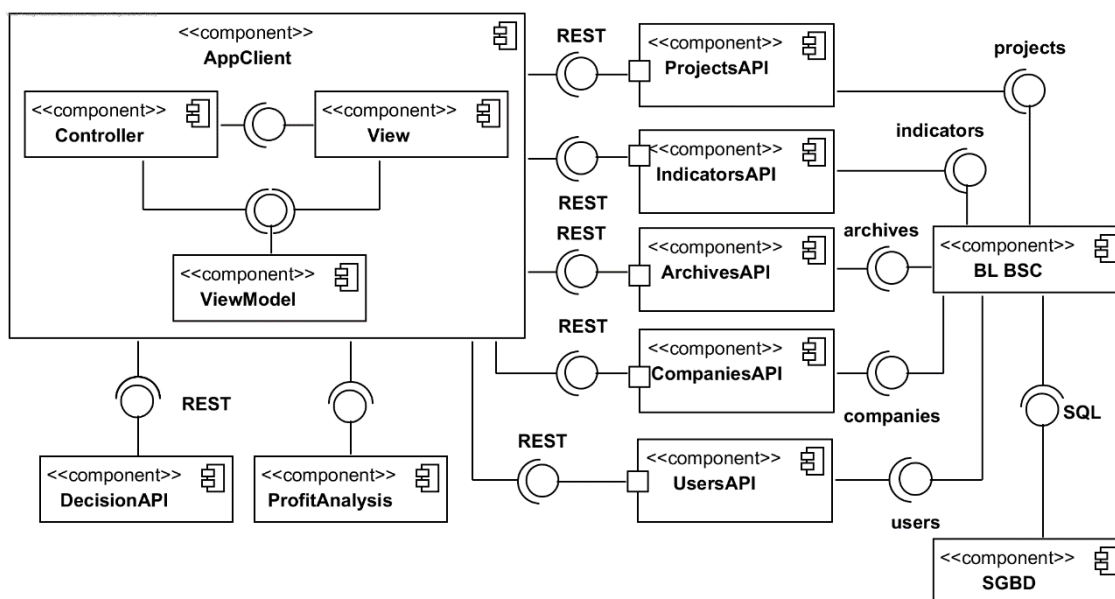 <<component>>
AppClient
<<component>>
Controller
<<component>>
View
<<component>>
ViewModel
REST
<<component>>
ProjectsAPI
projects
<<component>>
IndicatorsAPI
REST
indicators
REST
<<component>>
ArchivesAPI
archives
<<component>>
BL BSC
REST
<<component>>
CompaniesAPI
companies
SQL
REST
<<component>>
DecisionAPI
<<component>>
ProfitAnalysis
REST
<<component>>
UsersAPI
users
<<component>>
SGBD